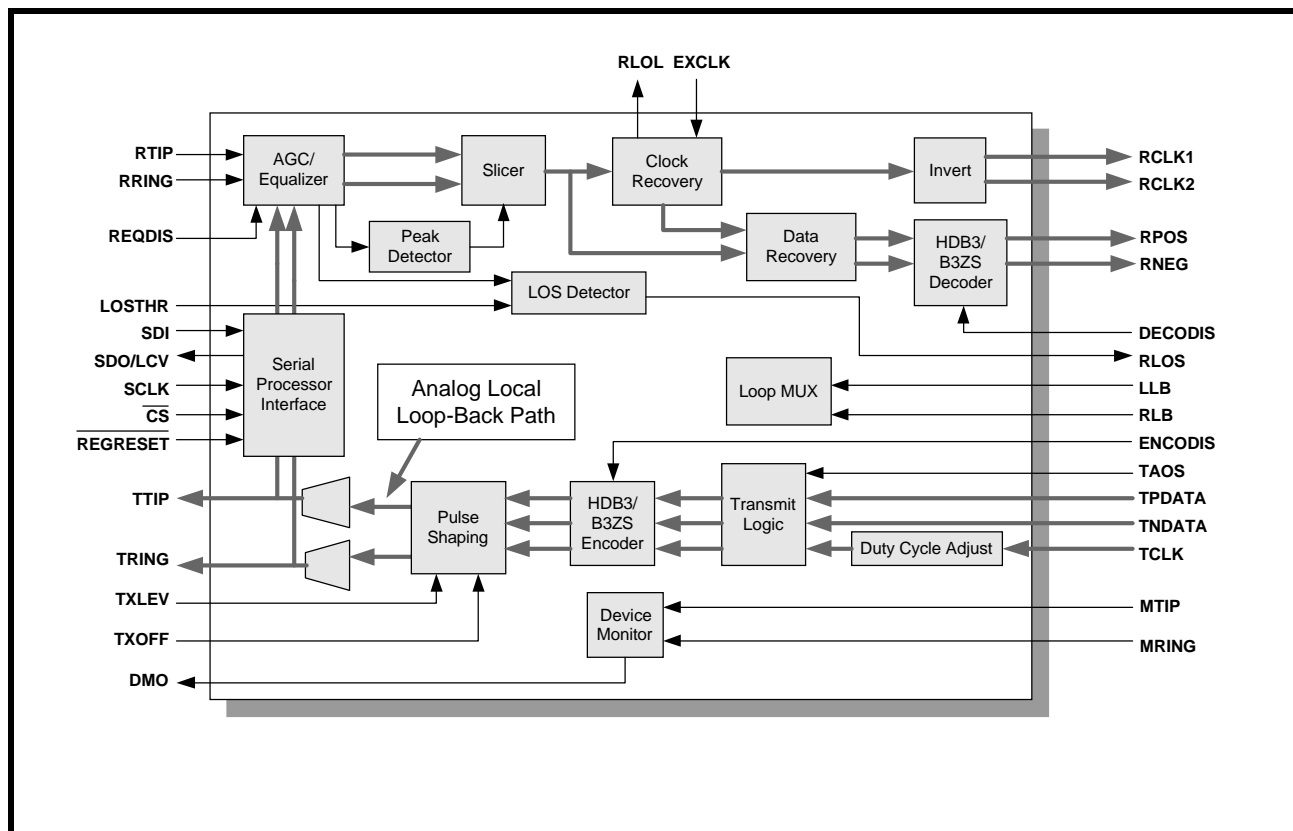 RLOL EXCLK
RTIP
RRING
REQDIS
LOSTHR
SDI
SDO/LCV
SCLK
CS
REGRESET
TTIP
TRING
TXLEV
TXOFF
DMO
AGC/
Equalizer
Slicer
Clock
Recovery
Invert
Peak
Detector
Data
Recovery
HDB3/
B3ZS
Decoder
LOS Detector
Serial
Processor
Interface
Analog Local
Loop-Back Path
Loop MUX
Pulse
Shaping
HDB3/
B3ZS
Encoder
Transmit
Logic
Duty Cycle Adjust
Device
Monitor
RCLK1
RCLK2
RPOS
RNEG
DECODIS
RLOS
LLB
RLB
ENCODIS
TAOS
TPDATA
TNDATA
TCLK
MTIP
MRING